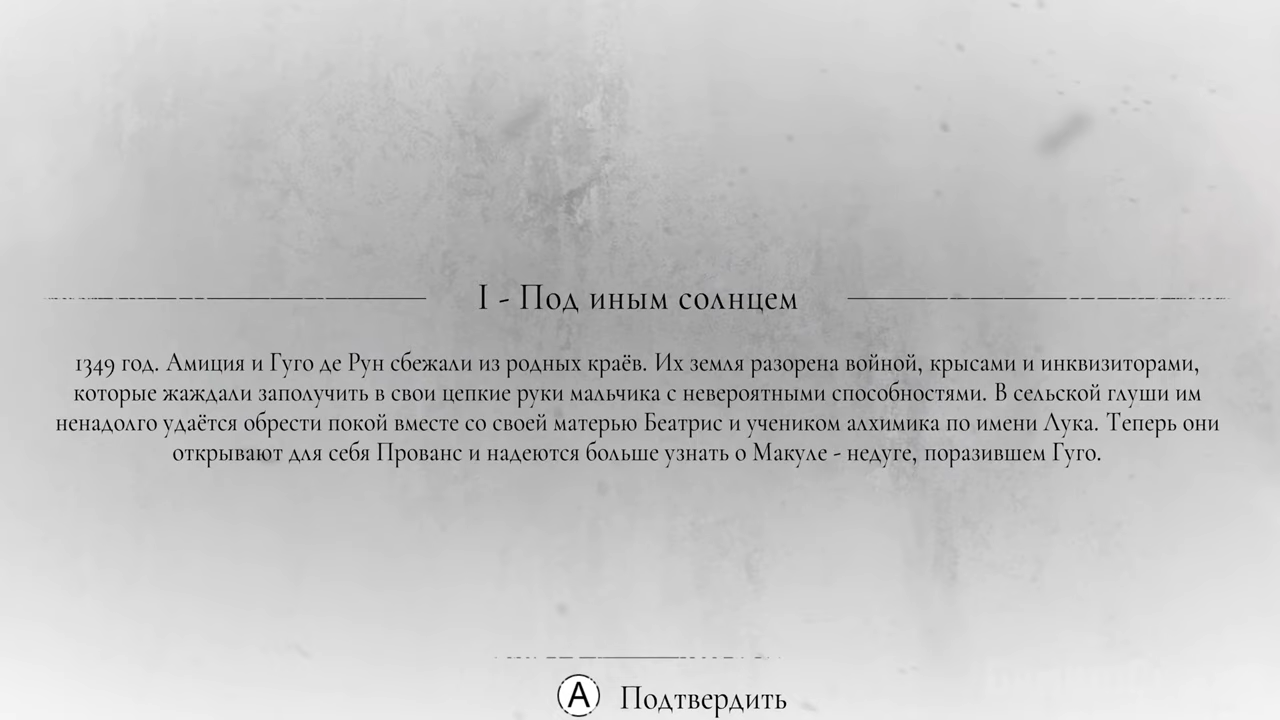 I - Под иным солнцем
1349 год. Амиция и Гуго де Рун сбежали из родных краёв. Их земля разорена войной, крысами и инквизиторами,
которые жаждали заполучить в свои цепкие руки мальчика с невероятными способностями. В сельской глуши им
ненадолго удаётся обрести покой вместе со своей матерью Беатрис и учеником алхимика по имени Лука. Теперь они
открывают для себя Прованс и надеются больше узнать о Макуле - недуге, поразившем Гуго.
A Подтвердить